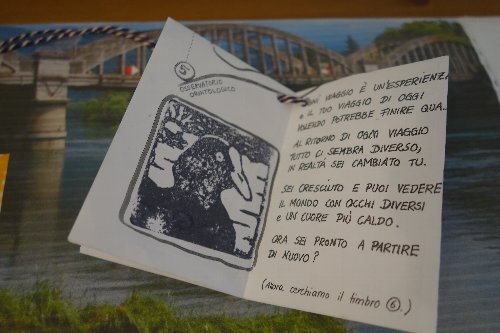 5.
OSSERVATORIO
ORNITOLOGICO
OGNI VIAGGIO È UN'ESPERIENZA
E IL TUO VIAGGIO DI OGGI
VOLENDO POTREBBE FINIRE QUA...
AL RITORNO DI OGNI VIAGGIO
TUTTO CI SEMBRA DIVERSO,
IN REALTÀ SEI CAMBIATO TU.
SEI CRESCIUTO E PUOI VEDERE
IL MONDO CON OCCHI DIVERSI
E UN CUORE PIÙ CALDO.
ORA SEI PRONTO A PARTIRE
DI NUOVO?
(Allora cerchiamo il timbro 6.)